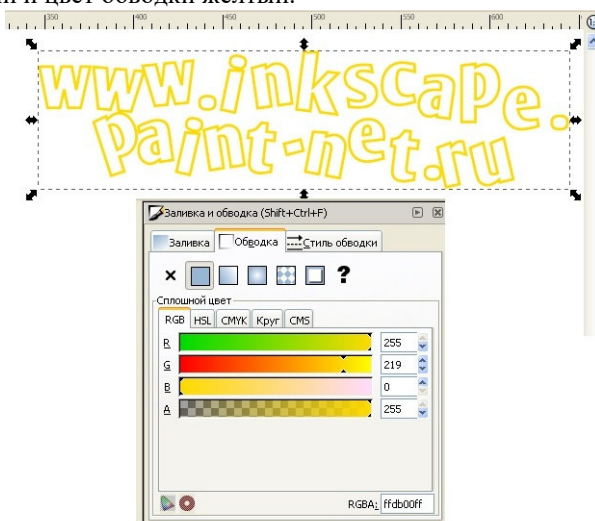 и цвет обводки желтый.
350 400 450 500 550 600
www.inkscape.
paint-net.ru
Заливка и обводка (Shift+Ctrl+F)
Заливка Обводка Стиль обводки
Сплошной цвет
RGB HSL CMYK Круг CMS
R 255
G 219
B 0
A 255
RGBA: ffdb00ff